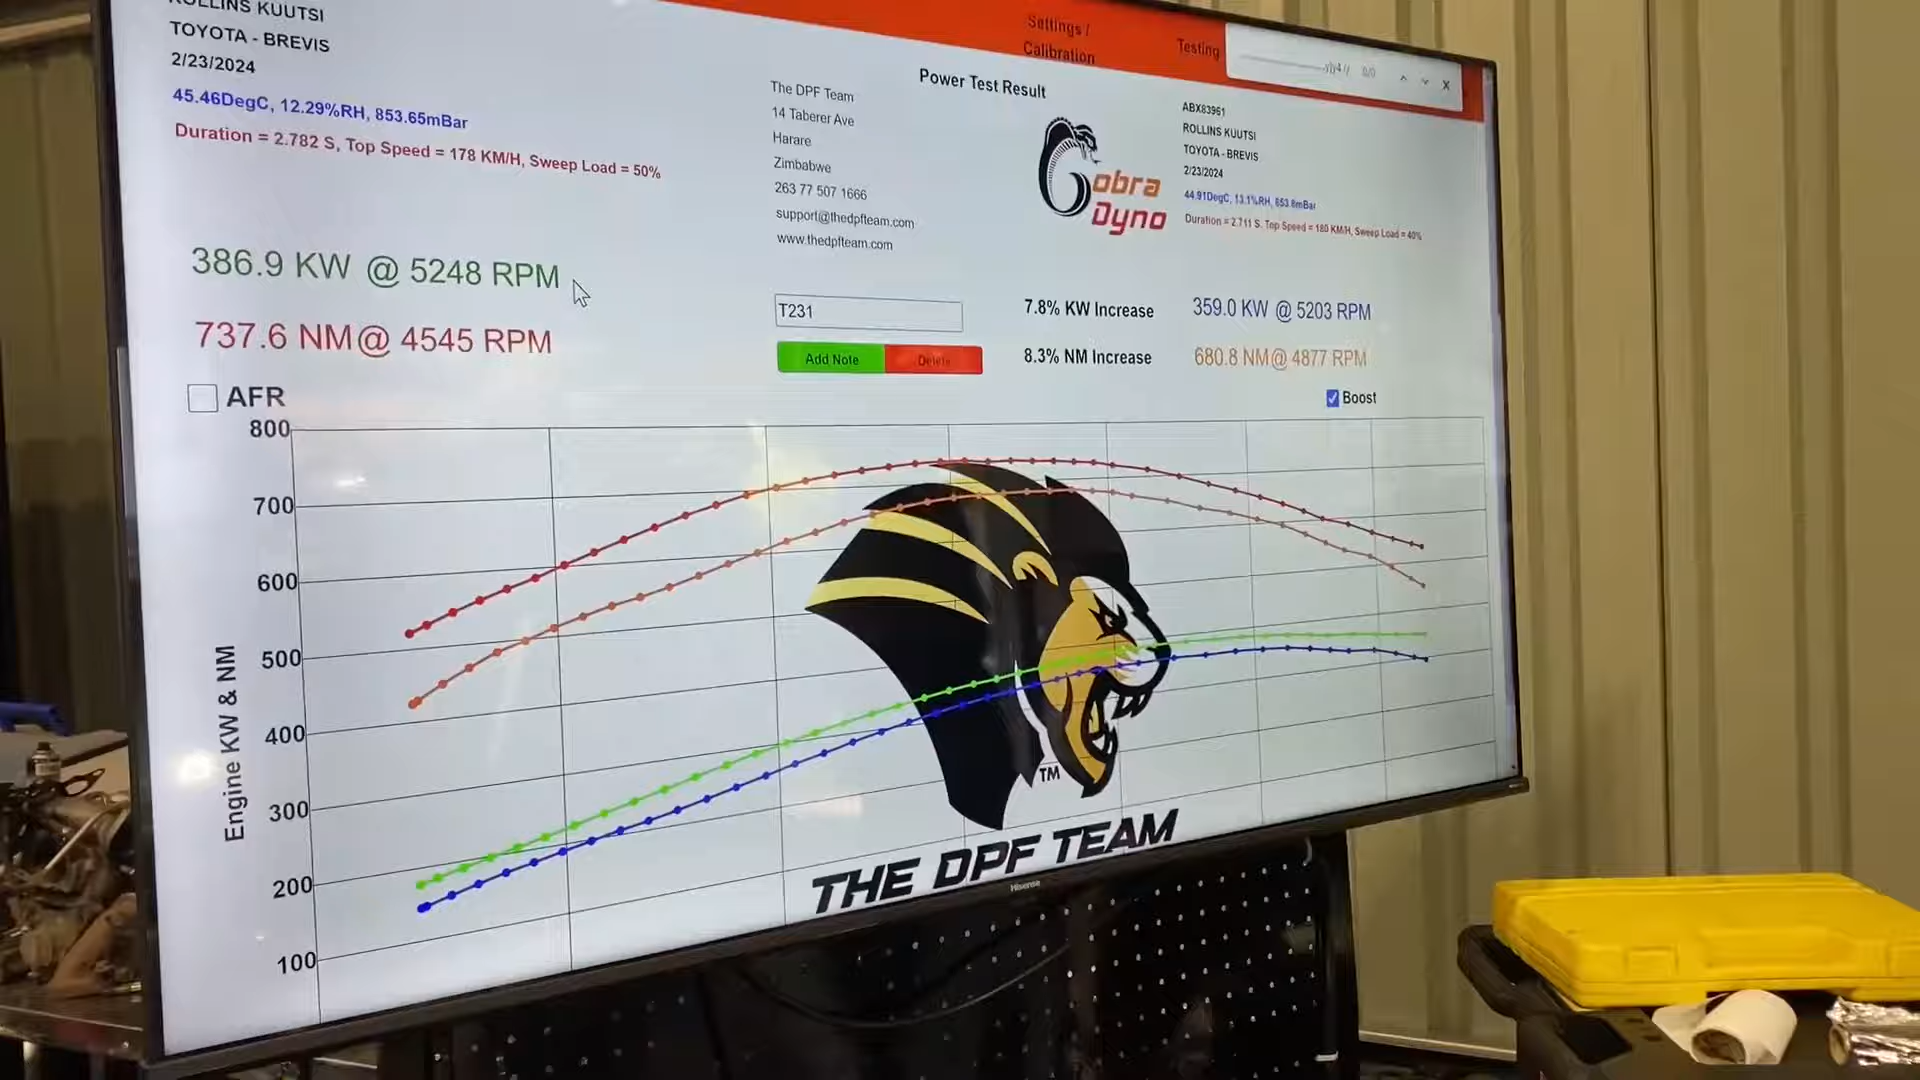 ROLLINS KUUTSI
TOYOTA - BREVIS
2/23/2024
45.46DegC, 12.29%RH, 853.65mBar
Duration = 2.782 S, Top Speed = 178 KM/H, Sweep Load = 50%
386.9 KW @ 5248 RPM
737.6 NM@ 4545 RPM
AFR
The DPF Team
14 Taberer Ave
Harare
Zimbabwe
263 77 507 1666
support@thedpfteam.com
www.thedpfteam.com
T231
Add Note
Delete
Settings /
Calibration
Testing
0/0
Power Test Result
Cobra
Dyno
ABX83961
ROLLINS KUUTSI
TOYOTA - BREVIS
2/23/2024
44.91DegC, 13.1%RH, 853.8mBar
Duration = 2.711 S, Top Speed = 180 KM/H, Sweep Load = 40%
7.8% KW Increase
359.0 KW @ 5203 RPM
8.3% NM Increase
680.8 NM@ 4877 RPM
Boost
Engine KW & NM
800
700
600
500
400
300
200
100
TM
THE DPF TEAM
Hisense